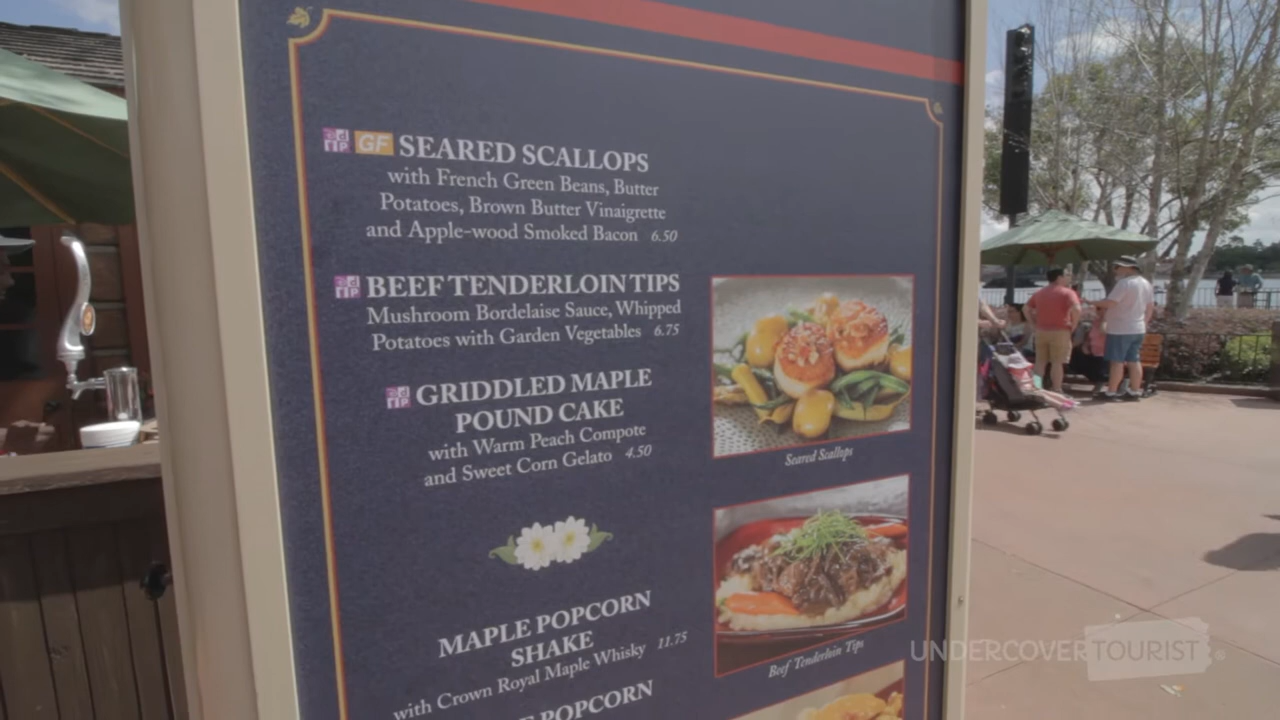 GF SEARED SCALLOPS
with French Green Beans, Butter
Potatoes, Brown Butter Vinaigrette
and Apple-wood Smoked Bacon 6.50
BEEF TENDERLOIN TIPS
Mushroom Bordelaise Sauce, Whipped
Potatoes with Garden Vegetables 6.75
GRIDDLED MAPLE
POUND CAKE
with Warm Peach Compote
and Sweet Corn Gelato 4.50
MAPLE POPCORN
SHAKE
with Crown Royal Maple Whisky 11.75
POPCORN
Seared Scallops
Beef Tenderloin Tips
UNDERCOVERTOURIST